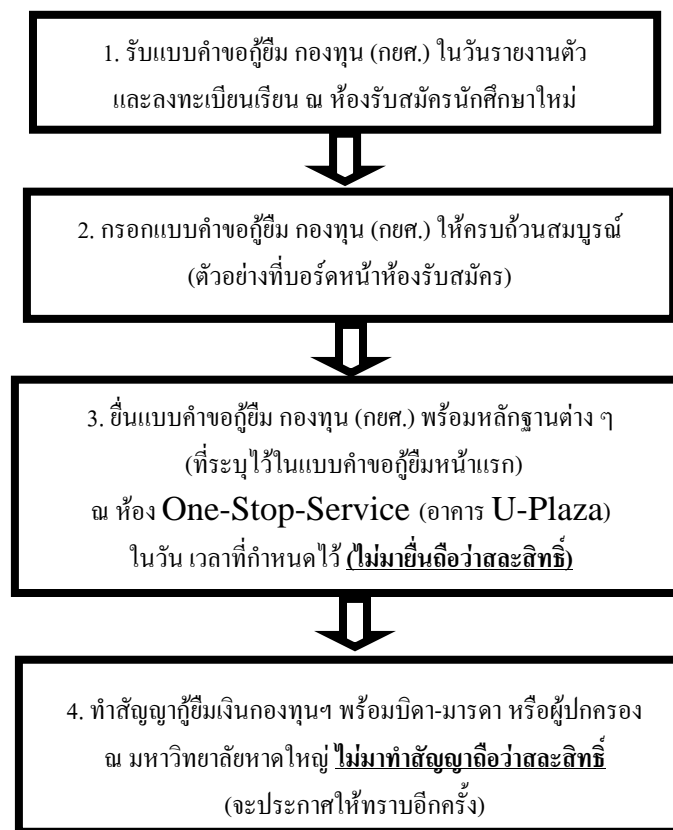 1. รับแบบคำขอกู้ยืม กองทุน (กยศ.) ในวันรายงานตัว
และลงทะเบียนเรียน ณ ห้องรับสมัครนักศึกษาใหม่
2. กรอกแบบคำขอกู้ยืม กองทุน (กยศ.) ให้ครบถ้วนสมบูรณ์
(ตัวอย่างที่บอร์ดหน้าห้องรับสมัคร)
3. ยื่นแบบคำขอกู้ยืม กองทุน (กยศ.) พร้อมหลักฐานต่าง ๆ
(ที่ระบุไว้ในแบบคำขอกู้ยืมหน้าแรก)
ณ ห้อง One-Stop-Service (อาคาร U-Plaza)
ในวัน เวลาที่กำหนดไว้ (ไม่มายื่นถือว่าสละสิทธิ์)
4. ทำสัญญากู้ยืมเงินกองทุนฯ พร้อมบิดา-มารดา หรือผู้ปกครอง
ณ มหาวิทยาลัยหาดใหญ่ ไม่มาทำสัญญาถือว่าสละสิทธิ์
(จะประกาศให้ทราบอีกครั้ง)